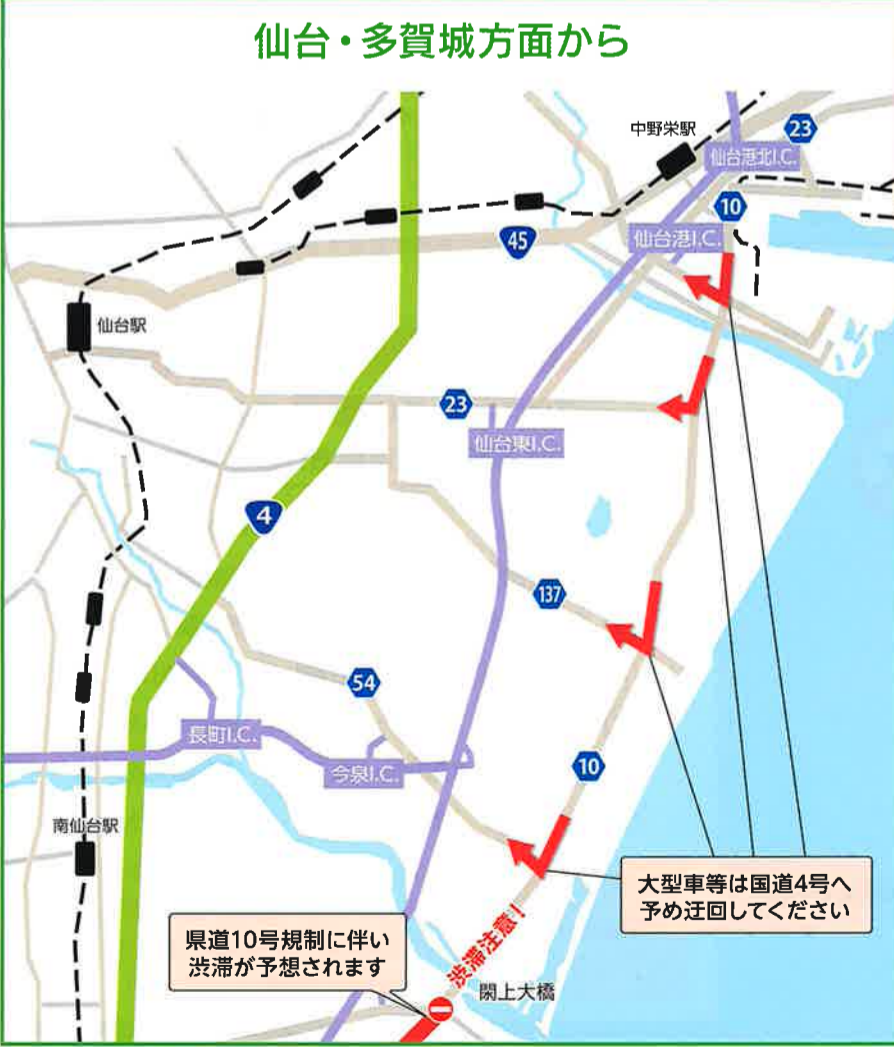 仙台・多賀城方面から
中野栄駅
23
仙台港北I.C.
10
仙台港I.C.
45
仙台駅
23
仙台東I.C.
4
137
54
長町I.C.
今泉I.C.
10
南仙台駅
大型車等は国道4号へ
予め迂回してください
渋滞注意!
県道10号規制に伴い
渋滞が予想されます
閖上大橋